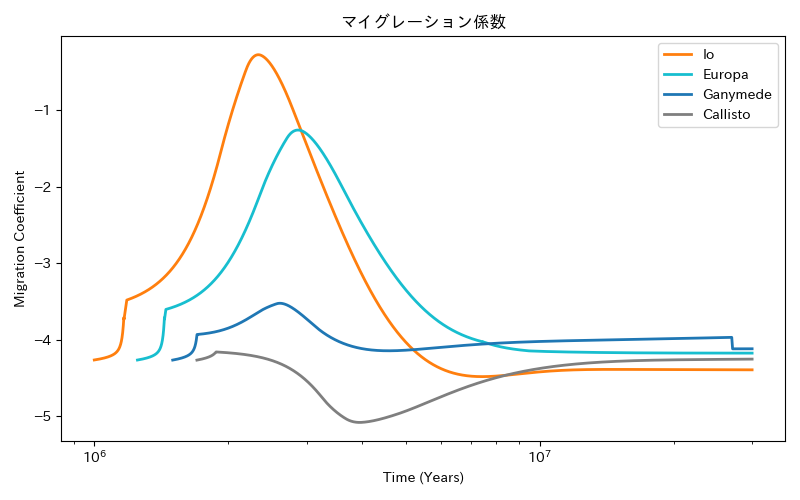 マイグレーション係数
Io
Europa
Ganymede
Callisto
Migration Coefficient
−1
−2
−3
−4
−5
10⁶
10⁷
Time (Years)